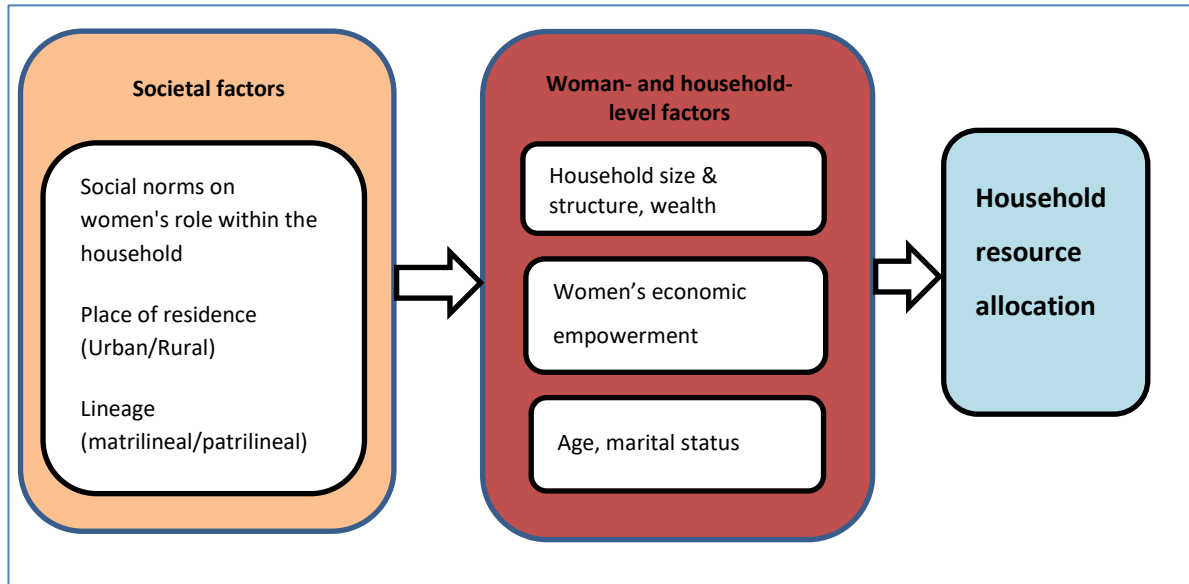 Societal factors
Social norms on
women's role within the
household
Place of residence
(Urban/Rural)
Lineage
(matrilineal/patrilineal)
Woman- and household-
level factors
Household size &
structure, wealth
Women’s economic
empowerment
Age, marital status
Household
resource
allocation